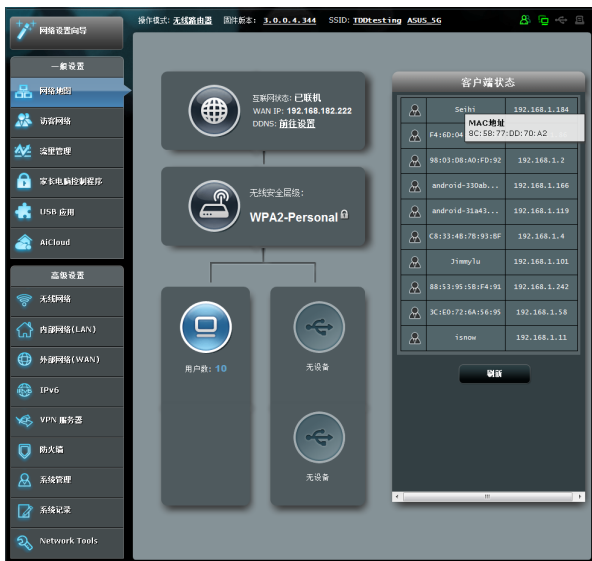 操作模式: 无线路由器 固件版本: 3.0.0.4.344 SSID: TDDtesting ASUS_5G
网络设置向导
一般设置
网络地图
访客网络
流量管理
家长电脑控制程序
USB 应用
AiCloud
高级设置
无线网络
内部网络(LAN)
外部网络(WAN)
IPv6
VPN 服务器
防火墙
系统管理
系统记录
Network Tools
互联网状态: 已联机
WAN IP: 192.168.182.222
DDNS: 前往设置
无线安全层级:
WPA2-Personal
用户数: 10
无设备
无设备
客户端状态
Seihi 192.168.1.184
MAC地址
8C:58:77:DD:70:A2
F4:6D:04
98:03:D8:A0:FD:92 192.168.1.2
android-330ab... 192.168.1.166
android-31a43... 192.168.1.119
C8:33:4B:7B:93:BF 192.168.1.4
Jimmylu 192.168.1.101
88:53:95:58:F4:91 192.168.1.242
3C:E0:72:6A:56:95 192.168.1.58
isnow 192.168.1.11
刷新